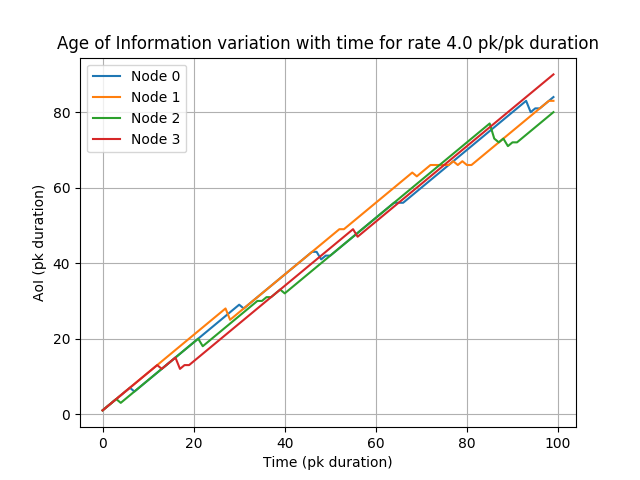 Age of Information variation with time for rate 4.0 pk/pk duration
Node 0
Node 1
Node 2
Node 3
80
60
40
20
0
AoI (pk duration)
0 20 40 60 80 100
Time (pk duration)